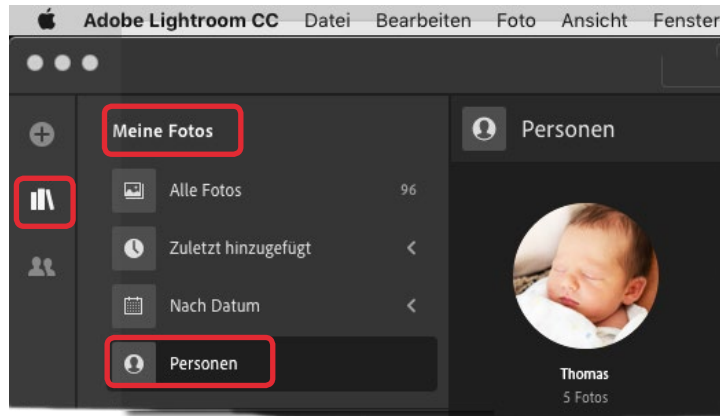 Adobe Lightroom CC Datei Bearbeiten Foto Ansicht Fenster
Meine Fotos
Personen
Alle Fotos 96
Zuletzt hinzugefügt
Nach Datum
Personen
Thomas
5 Fotos